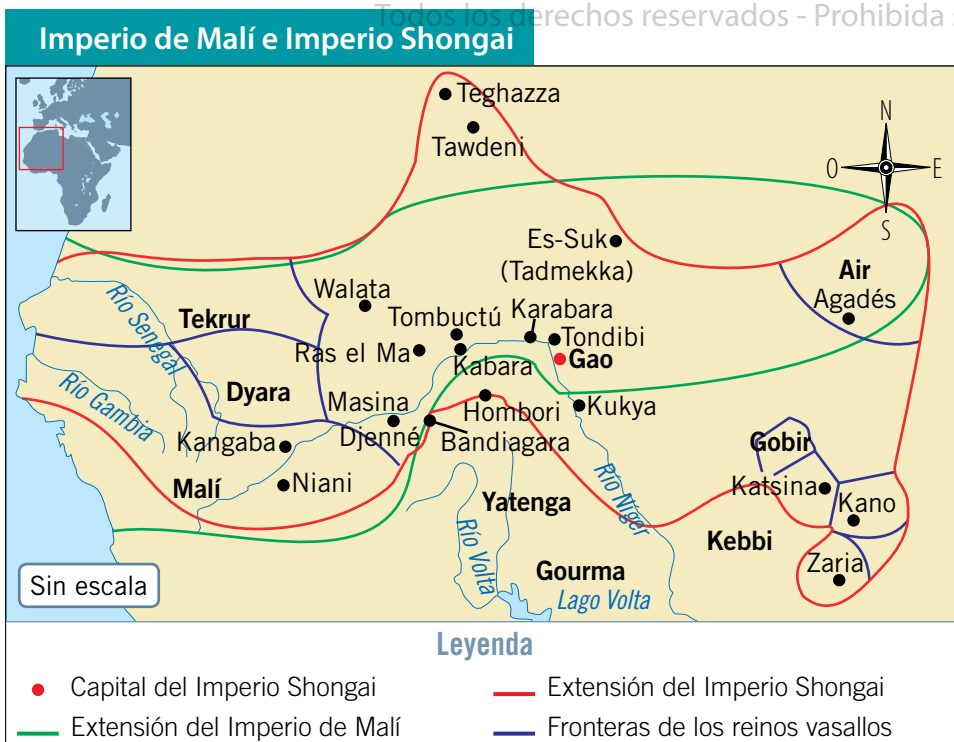 Todos los derechos reservados - Prohibida
Imperio de Malí e Imperio Shongai
Teghazza
Tawdeni
N
O
E
S
Es-Suk
(Tadmekka)
Air
Agadés
Walata
Karabara
Tombuctú
Tondibi
Río Senegal
Tekrur
Ras el Ma
Kabara
Gao
Dyara
Río Gambia
Masina
Hombori
Kukya
Kangaba
Djenné
Bandiagara
Gobir
Malí
Niani
Katsina
Kano
Yatenga
Río Níger
Kebbi
Río Volta
Zaria
Gourma
Lago Volta
Sin escala
Leyenda
Capital del Imperio Shongai
Extensión del Imperio Shongai
Extensión del Imperio de Malí
Fronteras de los reinos vasallos